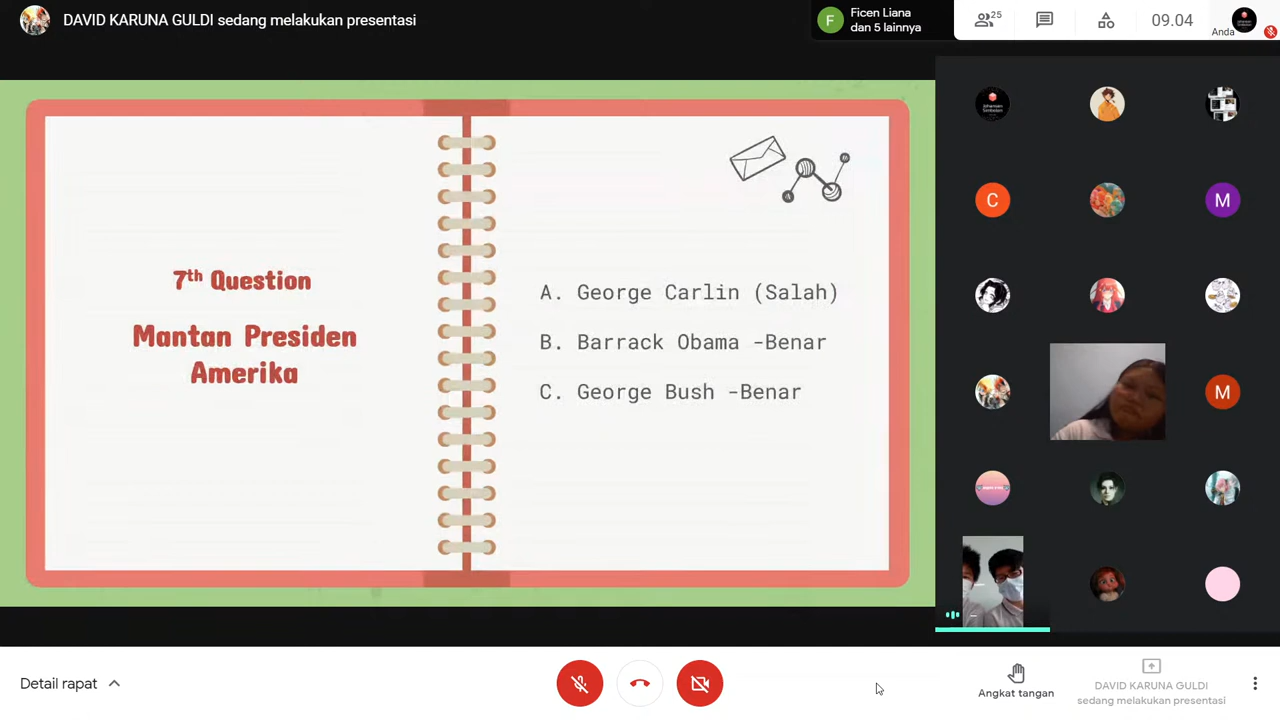 DAVID KARUNA GULDI sedang melakukan presentasi
F
Ficen Liana
dan 5 lainnya
25
09.04
Anda
7th Question
Mantan Presiden
Amerika
A. George Carlin (Salah)
B. Barrack Obama -Benar
C. George Bush -Benar
C
M
M
Detail rapat
Angkat tangan
DAVID KARUNA GULDI
sedang melakukan presentasi